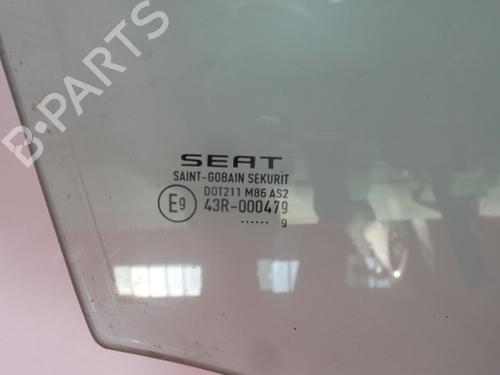 B-PARTS
SEAT
SAINT-GOBAIN SEKURIT
DOT211 M86 AS2
E9 43R-000479
...... 9